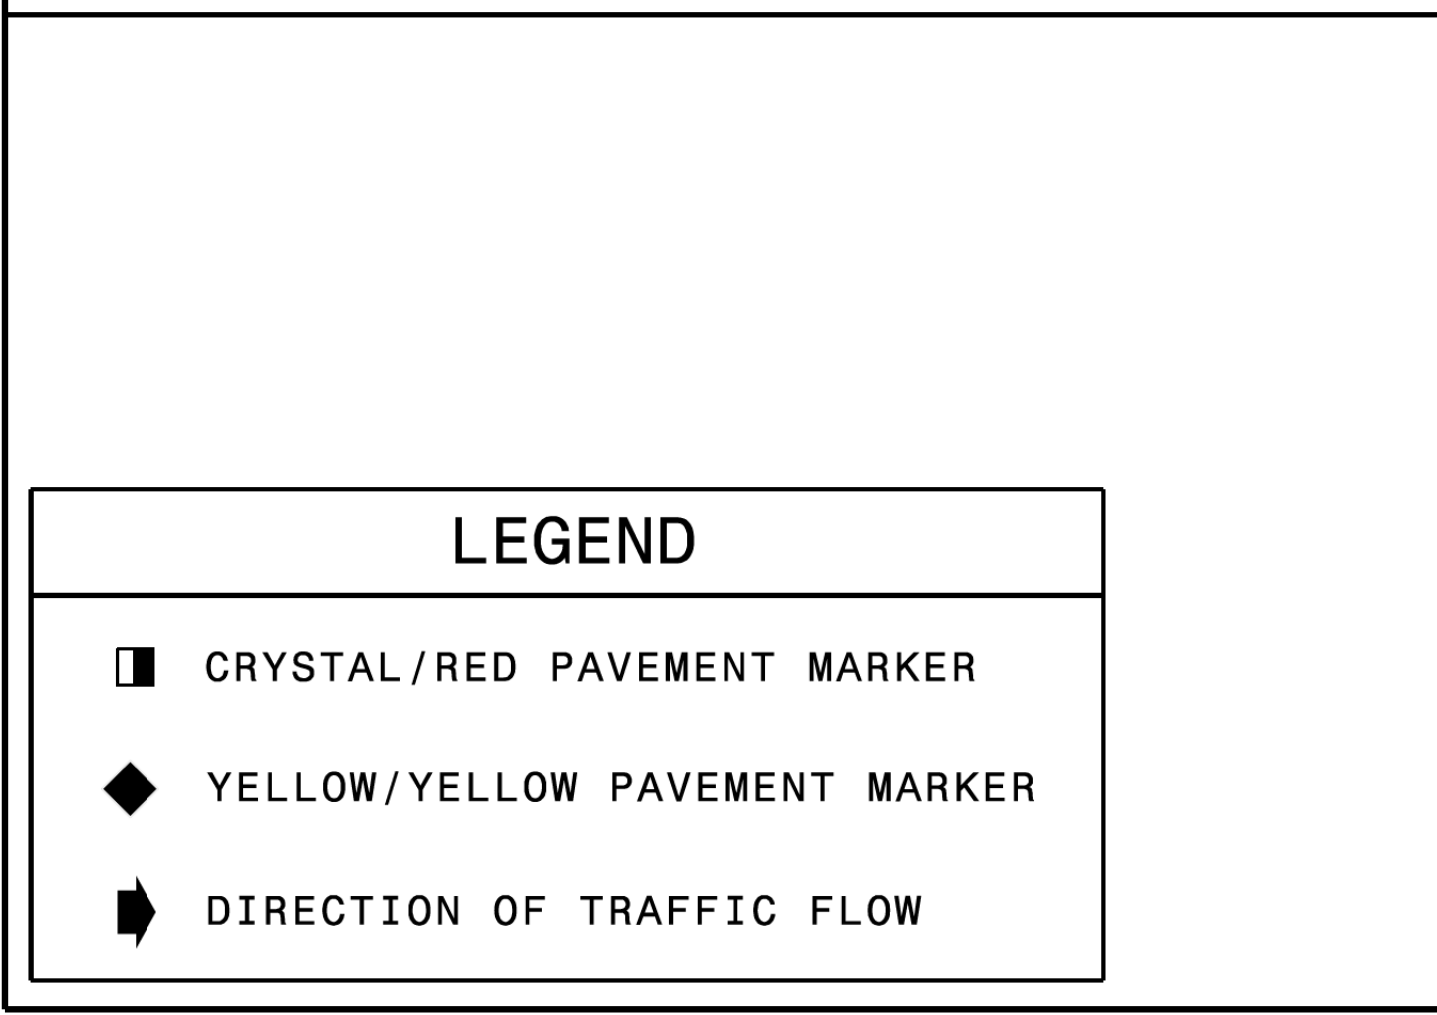 LEGEND
CRYSTAL/RED PAVEMENT MARKER
YELLOW/YELLOW PAVEMENT MARKER
DIRECTION OF TRAFFIC FLOW